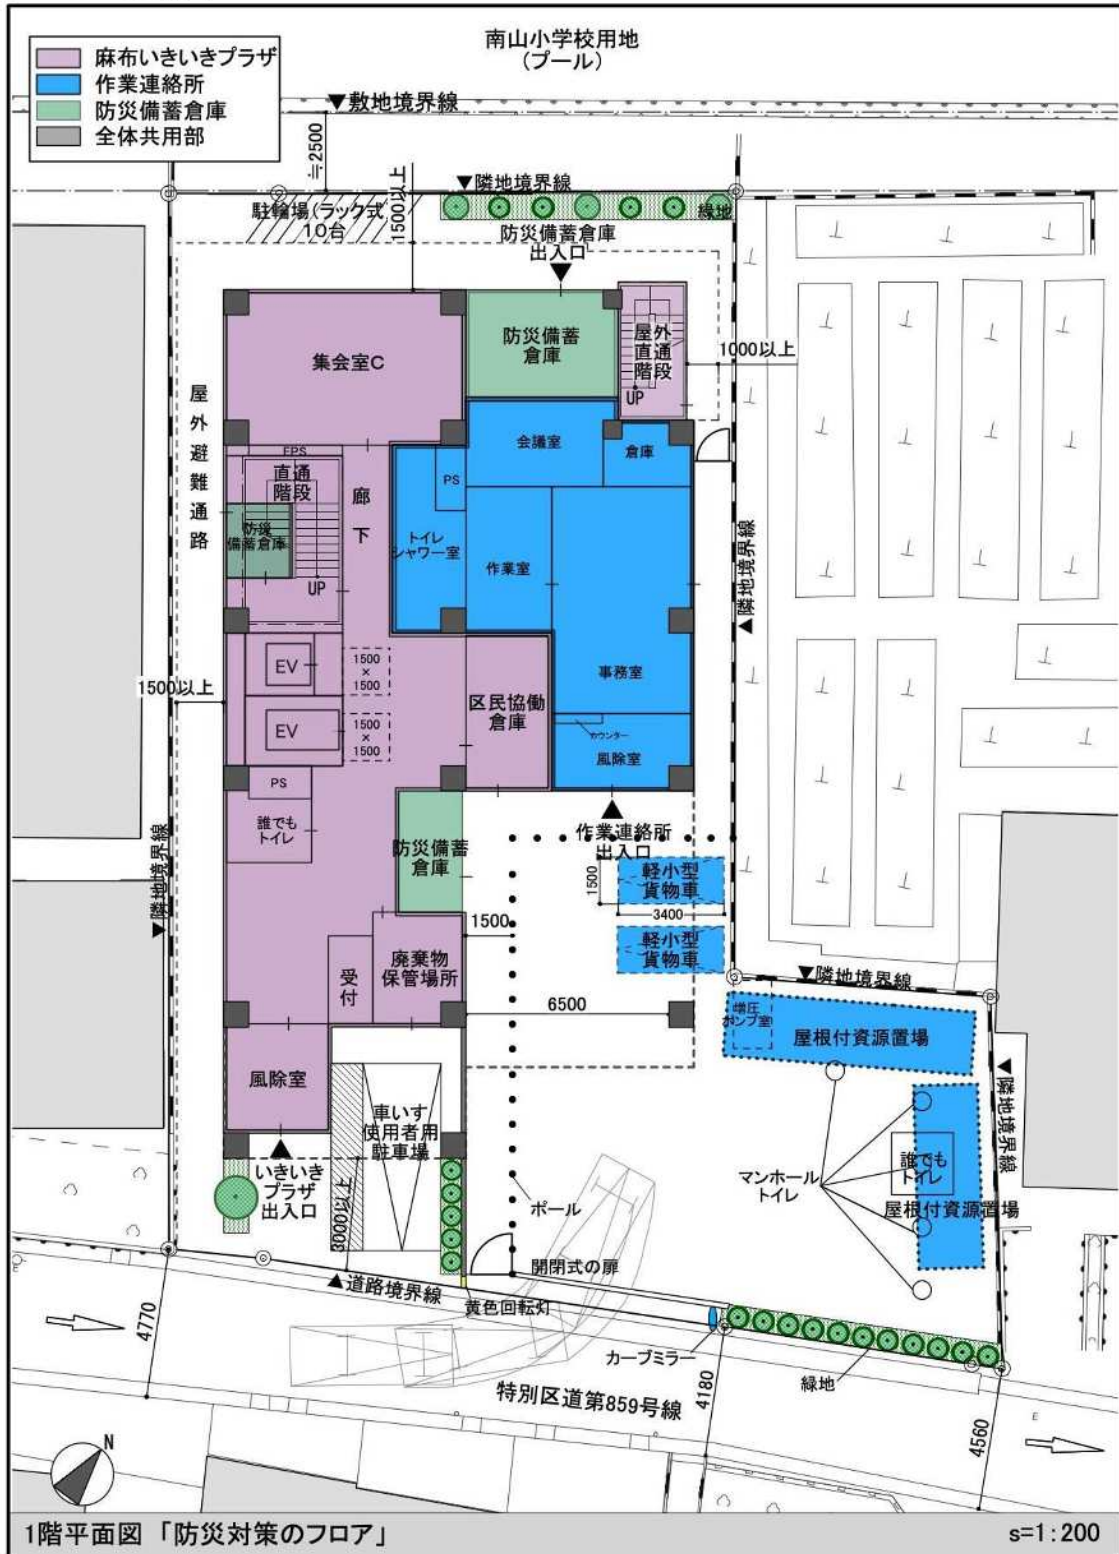 南山小学校用地
(プール)
麻布いきいきプラザ
作業連絡所
防災備蓄倉庫
全体共用部
▼敷地境界線
≒2500
1500以上
▼隣地境界線
駐輪場(ラック式)
10台
緑地
防災備蓄倉庫
出入口
集会室C
防災備蓄
倉庫
屋外
直通
階段
UP
1000以上
屋外避難通路
EPS
直通
階段
廊下
PS
会議室
倉庫
防災
備蓄倉庫
UP
トイレ
シャワー室
作業室
▲隣地境界線
EV
1500
×
1500
事務室
1500以上
EV
1500
×
1500
区民協働
倉庫
カウンター
風除室
PS
誰でも
トイレ
防災備蓄
倉庫
作業連絡所
出入口
▼隣地境界線
軽小型
貨物車
1500
3400
1500
軽小型
貨物車
廃棄物
保管場所
受付
6500
▼隣地境界線
増圧
ポンプ室
屋根付資源置場
風除室
車いす
使用者用
駐車場
▼隣地境界線
マンホール
トイレ
誰でも
トイレ
屋根付資源置場
いきいき
プラザ
出入口
3000以上
ポール
開閉式の扉
▲道路境界線
黄色回転灯
カーブミラー
緑地
4770
特別区道第859号線
4180
4560
E
E
E
N
1階平面図 「防災対策のフロア」
s=1:200